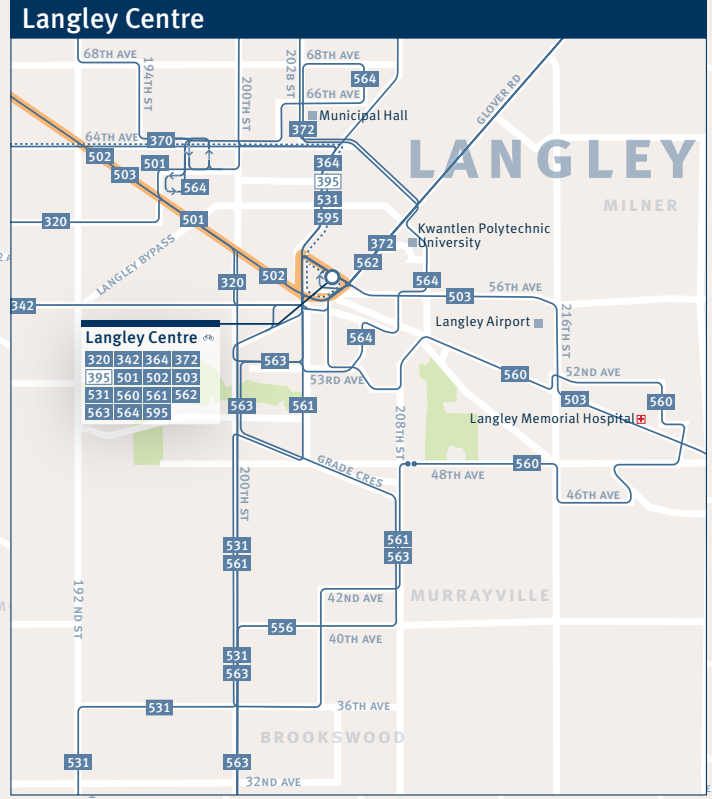 Langley Centre
68TH AVE
194TH ST
200TH ST
202B ST
68TH AVE
564
66TH AVE
GLOVER RD
Municipal Hall
372
64TH AVE
370
LANGLEY
502
501
503
564
364
395
531
595
MILNER
320
501
Kwantlen Polytechnic
University
372
562
LANGLEY BYPASS
320
502
564
503
56TH AVE
342
216TH ST
Langley Airport
Langley Centre
320 342 364 372
395 501 502 503
531 560 561 562
563 564 595
564
563
53RD AVE
560
52ND AVE
503
560
563
561
208TH ST
Langley Memorial Hospital
GRADE CRES
48TH AVE
560
200TH ST
46TH AVE
531
561
561
563
192 ND ST
42ND AVE
MURRAYVILLE
556
40TH AVE
531
563
531
36TH AVE
BROOKSWOOD
531
563
32ND AVE